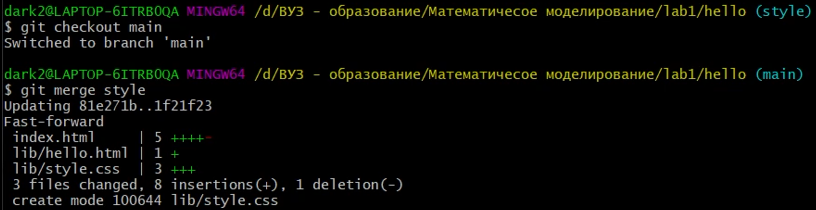 dark2@LAPTOP-6ITRBOQA MINGW64 /d/ВУЗ - образование/Математичесое моделирование/lab1/hello (style)
$ git checkout main
Switched to branch 'main'
dark2@LAPTOP-6ITRBOQA MINGW64 /d/ВУЗ - образование/Математичесое моделирование/lab1/hello (main)
$ git merge style
Updating 81e271b..1f21f23
Fast-forward
 index.html     | 5 ++++-
 lib/hello.html | 1 +
 lib/style.css  | 3 +++
 3 files changed, 8 insertions(+), 1 deletion(-)
 create mode 100644 lib/style.css